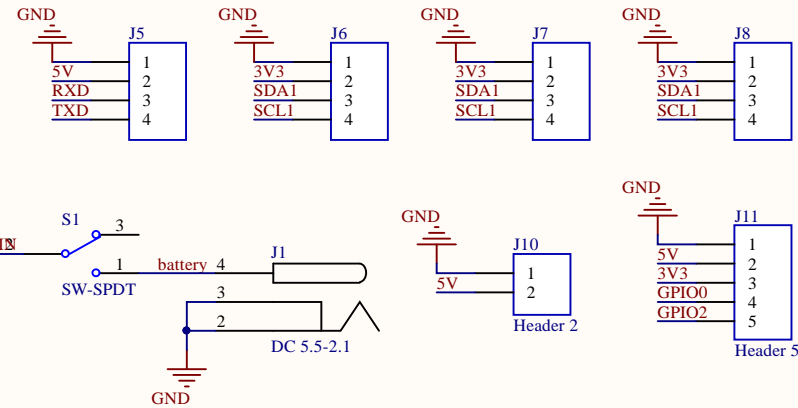 GND
J5
1
5V
2
RXD
3
TXD
4
GND
J6
1
3V3
2
SDA1
3
SCL1
4
GND
J7
1
3V3
2
SDA1
3
SCL1
4
GND
J8
1
3V3
2
SDA1
3
SCL1
4
S1
3
2
1
SW-SPDT
battery
4
J1
3
2
DC 5.5-2.1
GND
GND
J10
1
5V
2
Header 2
GND
J11
1
5V
2
3V3
3
GPIO0
4
GPIO2
5
Header 5